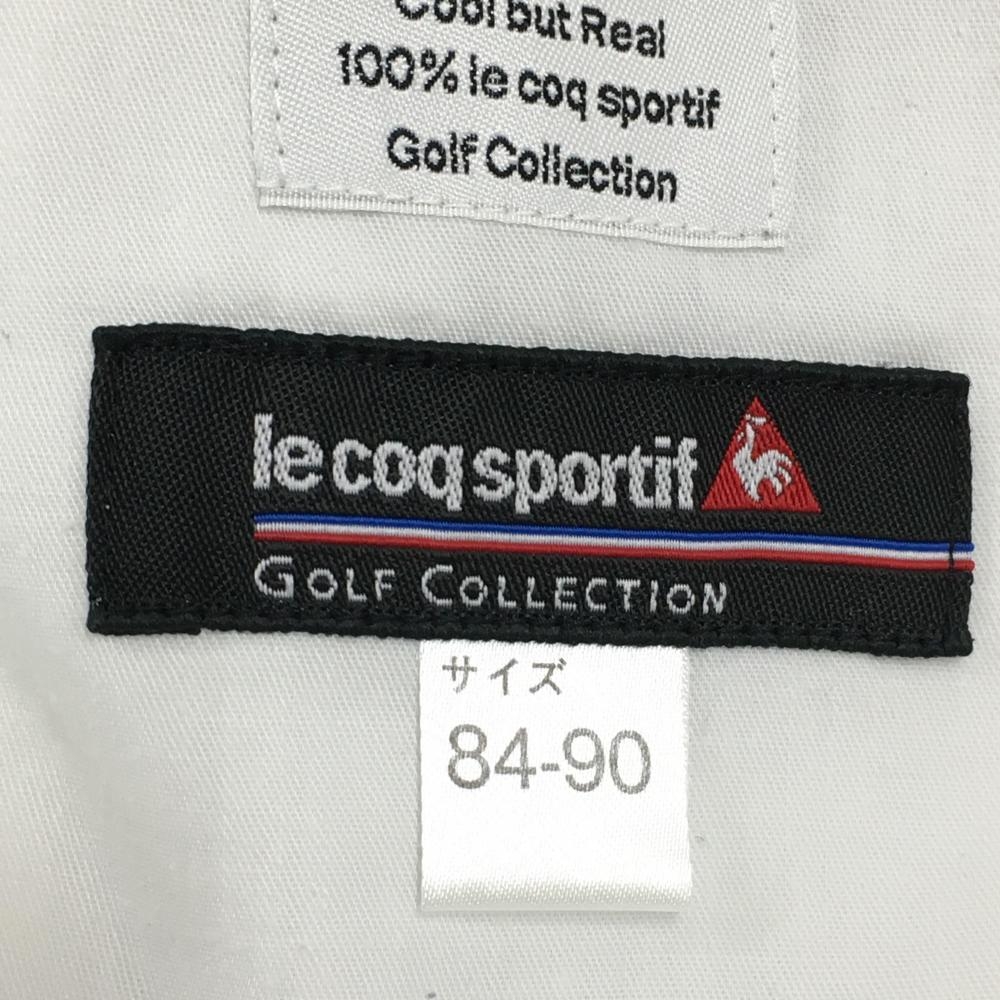 Cool but Real
100% le coq sportif
Golf Collection
le coq sportif
GOLF COLLECTION
サイズ
84-90